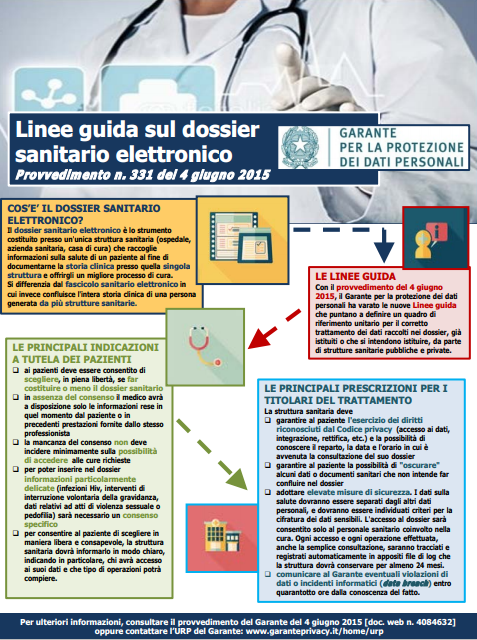 Linee guida sul dossier
sanitario elettronico
Provvedimento n. 331 del 4 giugno 2015
GARANTE
PER LA PROTEZIONE
DEI DATI PERSONALI
COS'E' IL DOSSIER SANITARIO
ELETTRONICO?
Il dossier sanitario elettronico è lo strumento
costituito presso un'unica struttura sanitaria (ospedale,
azienda sanitaria, casa di cura) che raccoglie
informazioni sulla salute di un paziente al fine di
documentarne la storia clinica presso quella singola
struttura e offrirgli un migliore processo di cura.
Si differenzia dal fascicolo sanitario elettronico in
cui invece confluisce l'intera storia clinica di una persona
generata da più strutture sanitarie.
LE LINEE GUIDA
Con il provvedimento del 4 giugno
2015, il Garante per la protezione dei dati
personali ha varato le nuove Linee guida
che puntano a definire un quadro di
riferimento unitario per il corretto
trattamento dei dati raccolti nei dossier, già
istituiti o che si intendono istituire, da parte
di strutture sanitarie pubbliche e private.
LE PRINCIPALI INDICAZIONI
A TUTELA DEI PAZIENTI
❑ ai pazienti deve essere consentito di
scegliere, in piena libertà, se far
costituire o meno il dossier sanitario
❑ in assenza del consenso il medico avrà
a disposizione solo le informazioni rese in
quel momento dal paziente o in
precedenti prestazioni fornite dallo stesso
professionista
❑ la mancanza del consenso non deve
incidere minimamente sulla possibilità
di accedere alle cure richieste
❑ per poter inserire nel dossier
informazioni particolarmente
delicate (infezioni Hiv, interventi di
interruzione volontaria della gravidanza,
dati relativi ad atti di violenza sessuale o
pedofilia) sarà necessario un consenso
specifico
❑ per consentire al paziente di scegliere in
maniera libera e consapevole, la struttura
sanitaria dovrà informarlo in modo chiaro,
indicando in particolare, chi avrà accesso
ai suoi dati e che tipo di operazioni potrà
compiere.
LE PRINCIPALI PRESCRIZIONI PER I
TITOLARI DEL TRATTAMENTO
La struttura sanitaria deve
❑ garantire al paziente l'esercizio dei diritti
riconosciuti dal Codice privacy (accesso ai dati,
integrazione, rettifica, etc.) e la possibilità di
conoscere il reparto, la data e l'orario in cui è
avvenuta la consultazione del suo dossier
❑ garantire al paziente la possibilità di "oscurare"
alcuni dati o documenti sanitari che non intende far
confluire nel dossier
❑ adottare elevate misure di sicurezza. I dati sulla
salute dovranno essere separati dagli altri dati
personali, e dovranno essere individuati criteri per la
cifratura dei dati sensibili. L'accesso al dossier sarà
consentito solo al personale sanitario coinvolto nella
cura. Ogni accesso e ogni operazione effettuata,
anche la semplice consultazione, saranno tracciati e
registrati automaticamente in appositi file di log che
la struttura dovrà conservare per almeno 24 mesi.
❑ comunicare al Garante eventuali violazioni di
dati o incidenti informatici (data breach) entro
quarantotto ore dalla conoscenza del fatto.
Per ulteriori informazioni, consultare il provvedimento del Garante del 4 giugno 2015 [doc. web n. 4084632]
oppure contattare l'URP del Garante: www.garanteprivacy.it/home/urp